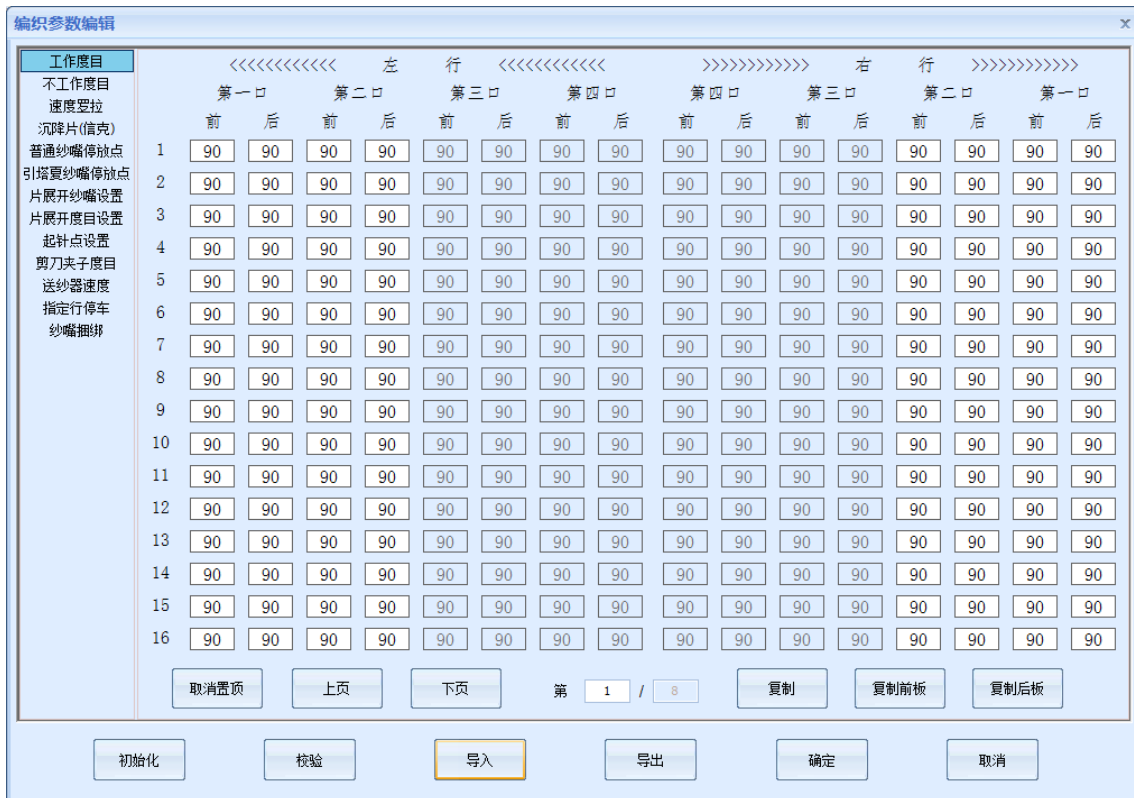 编织参数编辑 x
工作度目
不工作度目
速度罗拉
沉降片(信克)
普通纱嘴停放点
引塔夏纱嘴停放点
片展开纱嘴设置
片展开度目设置
起针点设置
剪刀夹子度目
送纱器速度
指定行停车
纱嘴捆绑
<<<<<<<<<<<< 左 行 <<<<<<<<<<<< >>>>>>>>>>>> 右 行 >>>>>>>>>>>>
第一口 第二口 第三口 第四口 第四口 第三口 第二口 第一口
前 后 前 后 前 后 前 后 前 后 前 后 前 后 前 后
1 90 90 90 90 90 90 90 90 90 90 90 90 90 90 90 90
2 90 90 90 90 90 90 90 90 90 90 90 90 90 90 90 90
3 90 90 90 90 90 90 90 90 90 90 90 90 90 90 90 90
4 90 90 90 90 90 90 90 90 90 90 90 90 90 90 90 90
5 90 90 90 90 90 90 90 90 90 90 90 90 90 90 90 90
6 90 90 90 90 90 90 90 90 90 90 90 90 90 90 90 90
7 90 90 90 90 90 90 90 90 90 90 90 90 90 90 90 90
8 90 90 90 90 90 90 90 90 90 90 90 90 90 90 90 90
9 90 90 90 90 90 90 90 90 90 90 90 90 90 90 90 90
10 90 90 90 90 90 90 90 90 90 90 90 90 90 90 90 90
11 90 90 90 90 90 90 90 90 90 90 90 90 90 90 90 90
12 90 90 90 90 90 90 90 90 90 90 90 90 90 90 90 90
13 90 90 90 90 90 90 90 90 90 90 90 90 90 90 90 90
14 90 90 90 90 90 90 90 90 90 90 90 90 90 90 90 90
15 90 90 90 90 90 90 90 90 90 90 90 90 90 90 90 90
16 90 90 90 90 90 90 90 90 90 90 90 90 90 90 90 90
取消置顶 上页 下页 第 1 / 8 复制 复制前板 复制后板
初始化 校验 导入 导出 确定 取消